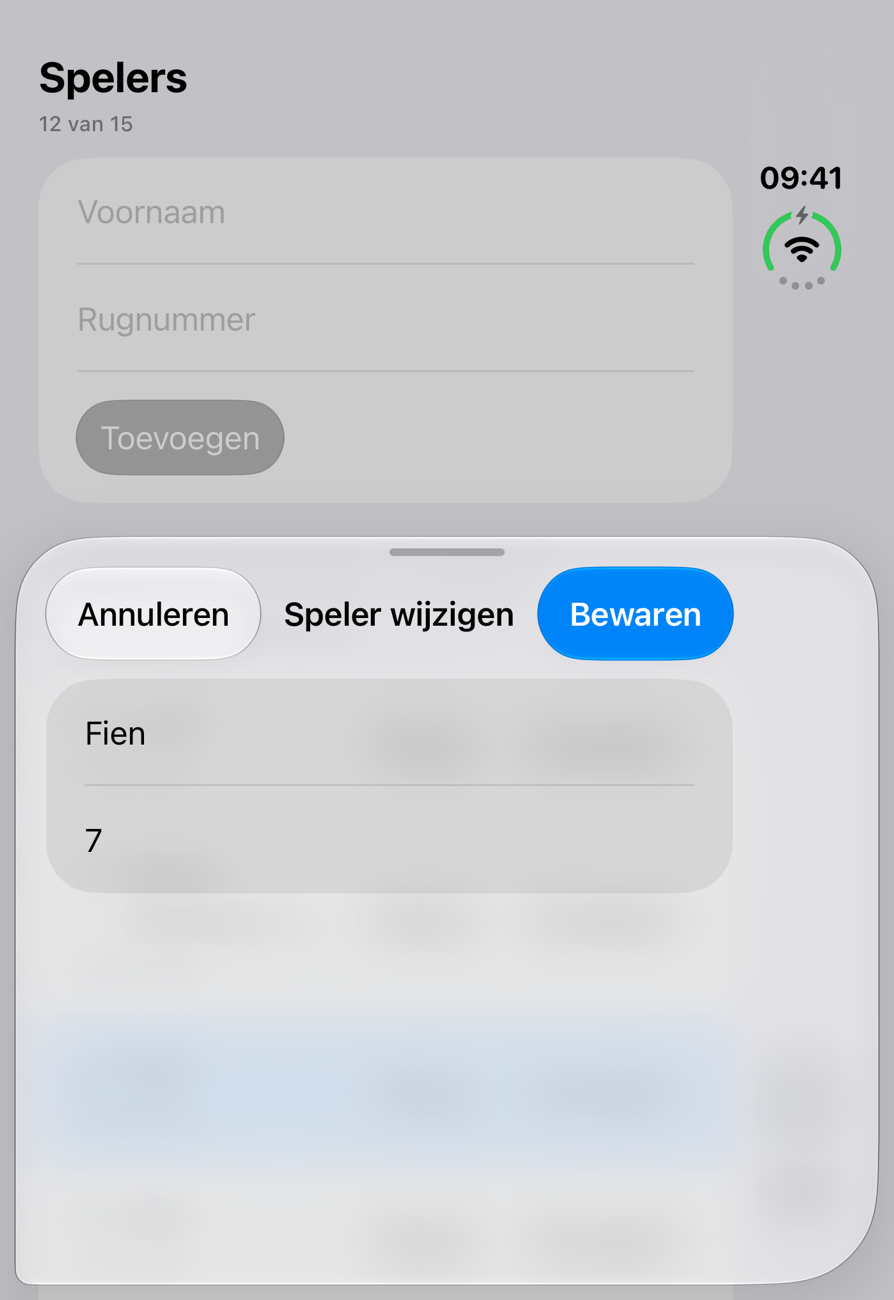 Spelers
12 van 15
Voornaam
09:41
Rugnummer
Toevoegen
Annuleren
Speler wijzigen
Bewaren
Fien
7